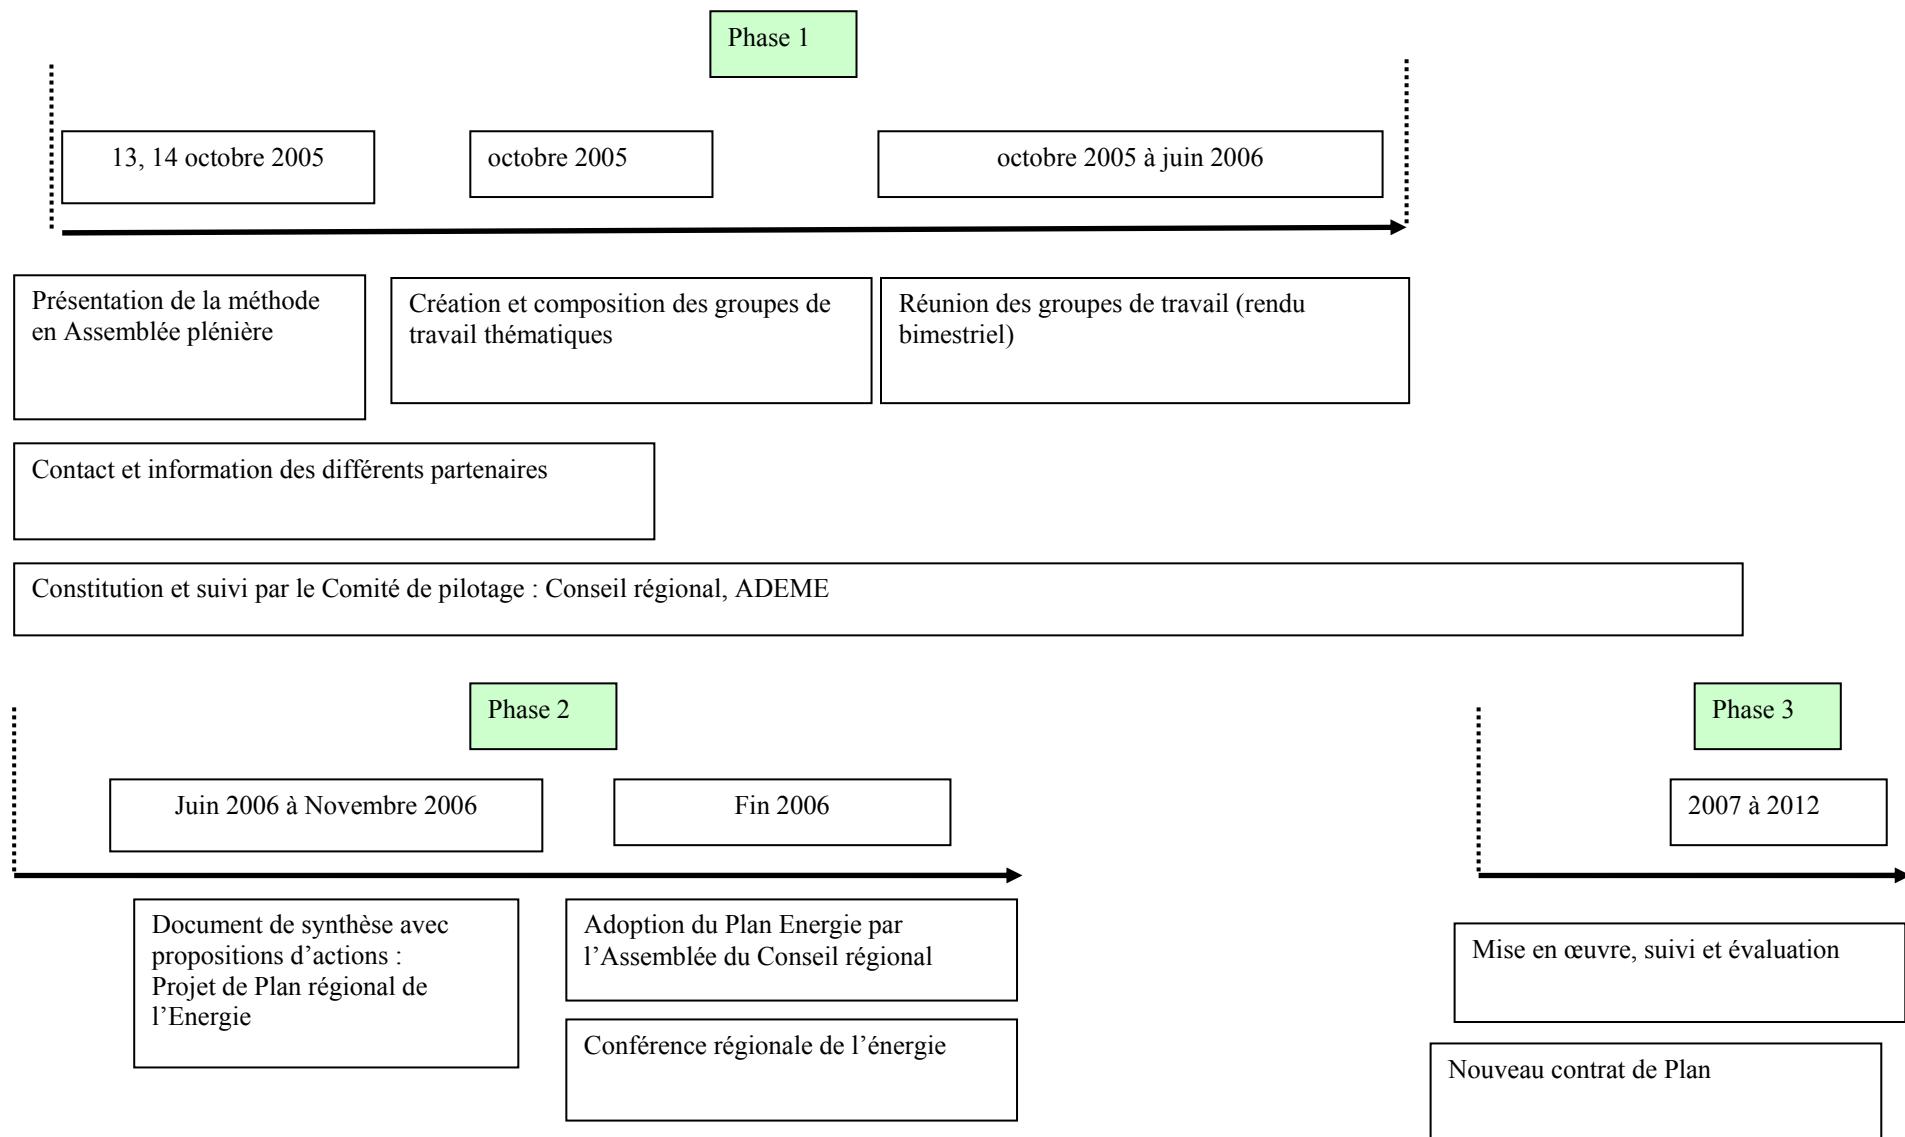 Phase 1
13, 14 octobre 2005
octobre 2005
octobre 2005 à juin 2006
Présentation de la méthode
en Assemblée plénière
Création et composition des groupes de
travail thématiques
Réunion des groupes de travail (rendu
bimestriel)
Contact et information des différents partenaires
Constitution et suivi par le Comité de pilotage : Conseil régional, ADEME
Phase 2
Juin 2006 à Novembre 2006
Fin 2006
Document de synthèse avec
propositions d’actions :
Projet de Plan régional de
l’Energie
Adoption du Plan Energie par
l’Assemblée du Conseil régional
Conférence régionale de l’énergie
Phase 3
2007 à 2012
Mise en œuvre, suivi et évaluation
Nouveau contrat de Plan